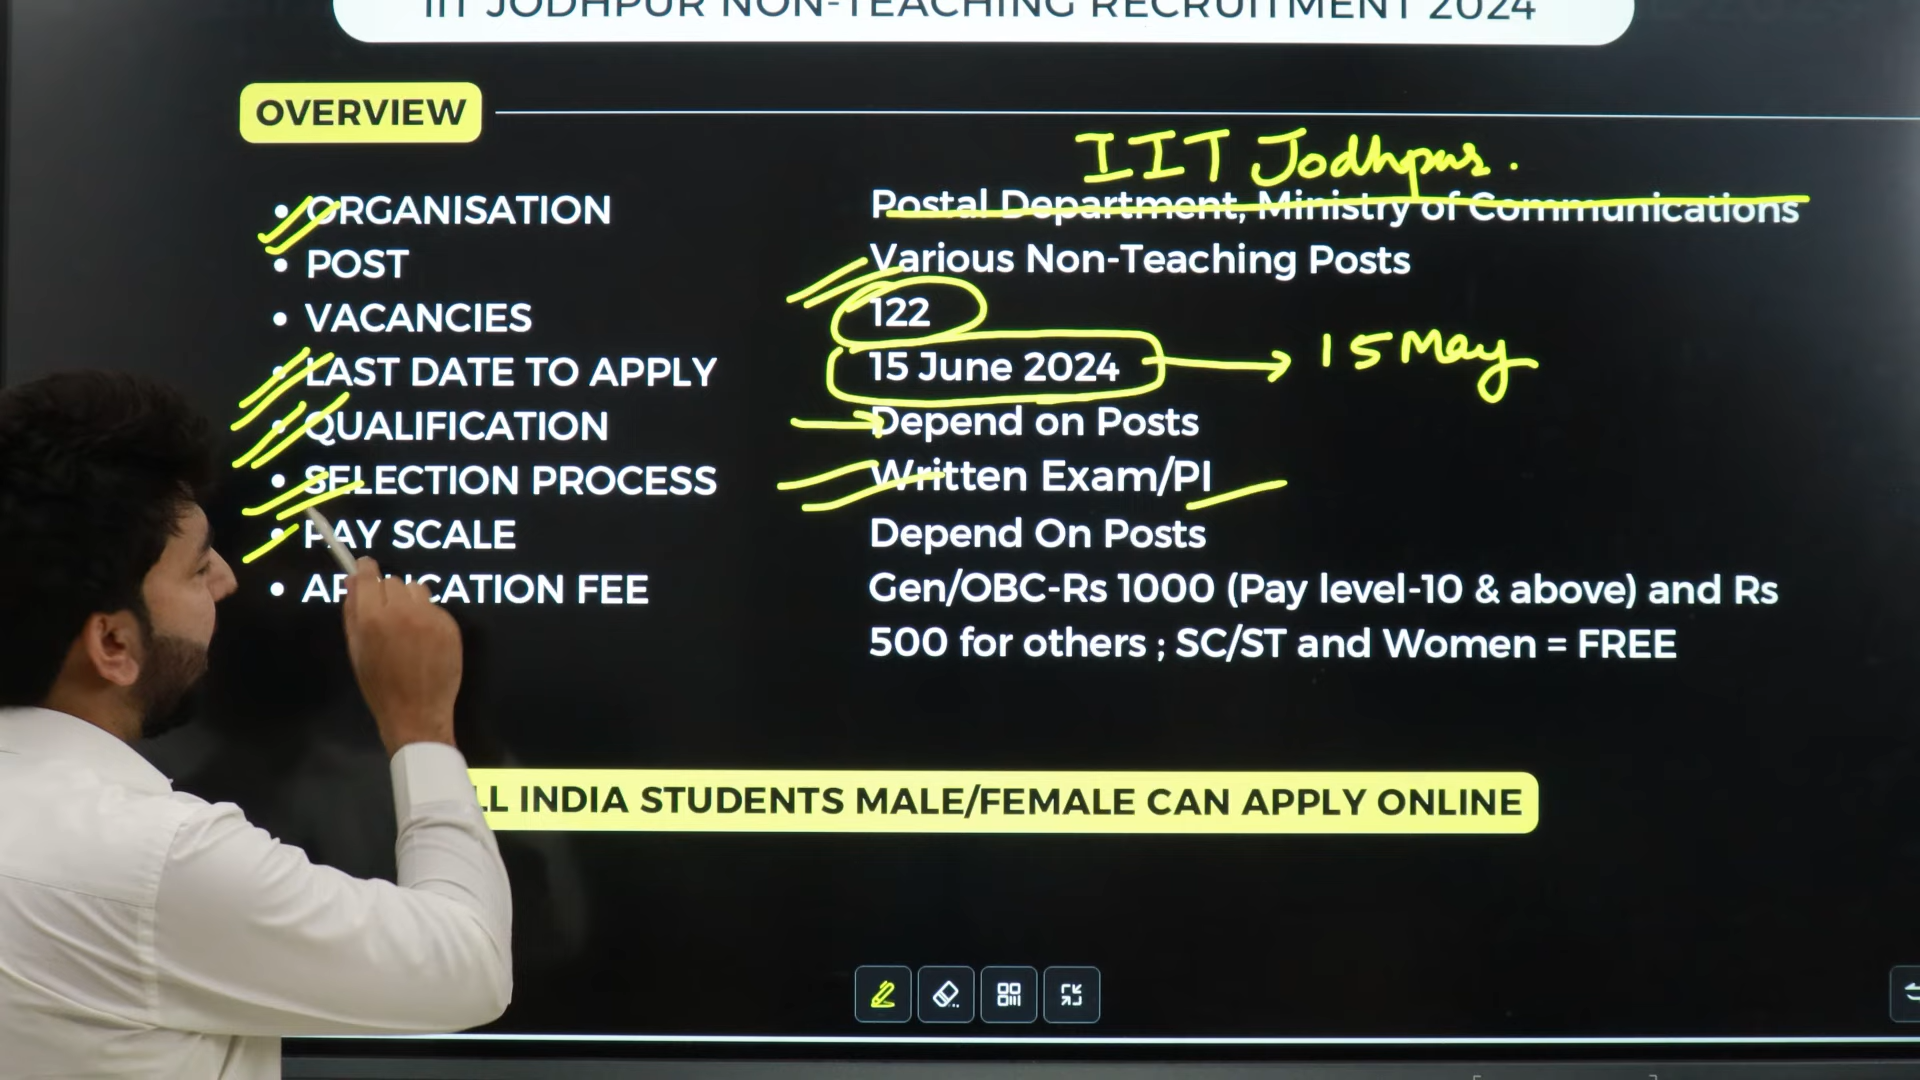 IIT JODHPUR NON-TEACHING RECRUITMENT 2024
OVERVIEW
IIT Jodhpur.
• ORGANISATION Postal Department, Ministry of Communications
• POST Various Non-Teaching Posts
• VACANCIES 122
• LAST DATE TO APPLY 15 June 2024 → 15 May
• QUALIFICATION Depend on Posts
• SELECTION PROCESS Written Exam/PI
• PAY SCALE Depend On Posts
• APPLICATION FEE Gen/OBC-Rs 1000 (Pay level-10 & above) and Rs
500 for others ; SC/ST and Women = FREE
LL INDIA STUDENTS MALE/FEMALE CAN APPLY ONLINE